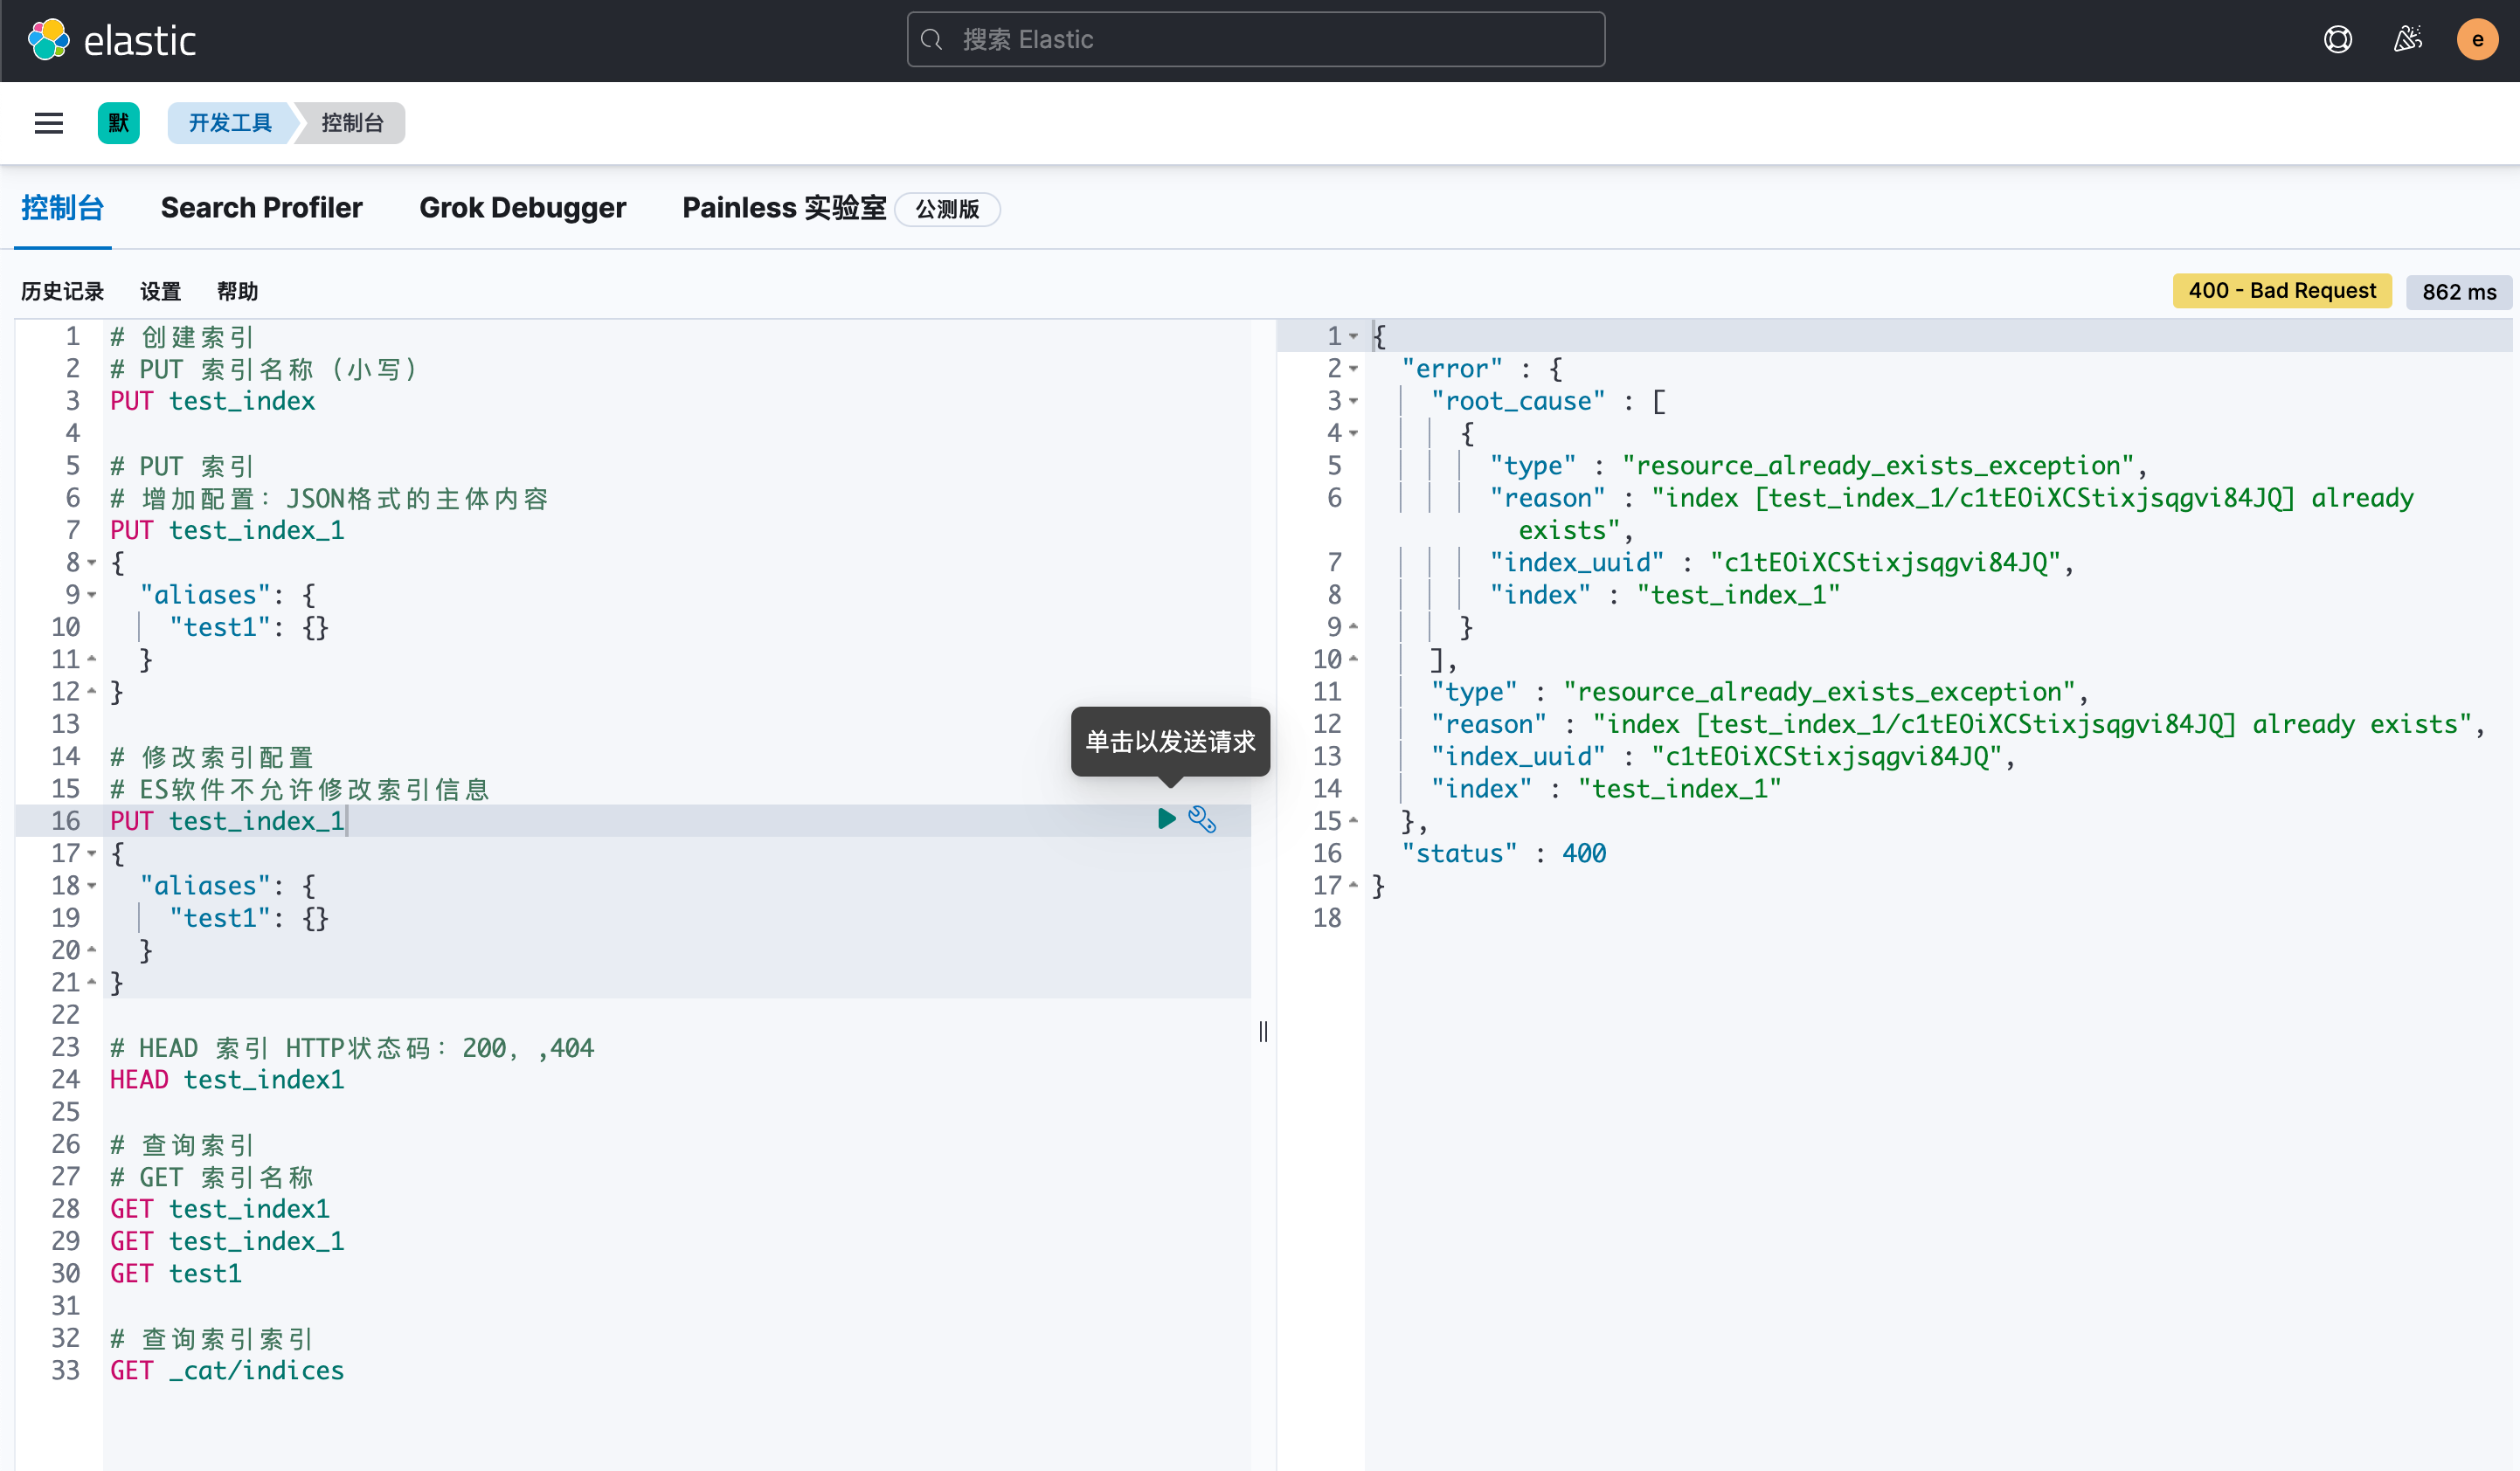 elastic
搜索 Elastic
e
默
开发工具
控制台
控制台
Search Profiler
Grok Debugger
Painless 实验室
公测版
历史记录
设置
帮助
400 - Bad Request
862 ms
1 # 创建索引
2 # PUT 索引名称（小写）
3 PUT test_index
4
5 # PUT 索引
6 # 增加配置：JSON格式的主体内容
7 PUT test_index_1
8 {
9 "aliases": {
10 "test1": {}
11 }
12 }
13
14 # 修改索引配置
15 # ES软件不允许修改索引信息
16 PUT test_index_1
17 {
18 "aliases": {
19 "test1": {}
20 }
21 }
22
23 # HEAD 索引 HTTP状态码：200，,404
24 HEAD test_index1
25
26 # 查询索引
27 # GET 索引名称
28 GET test_index1
29 GET test_index_1
30 GET test1
31
32 # 查询索引索引
33 GET _cat/indices
单击以发送请求
1 {
2 "error" : {
3 "root_cause" : [
4 {
5 "type" : "resource_already_exists_exception",
6 "reason" : "index [test_index_1/c1tEOiXCStixjsqgvi84JQ] already
exists",
7 "index_uuid" : "c1tEOiXCStixjsqgvi84JQ",
8 "index" : "test_index_1"
9 }
10 ],
11 "type" : "resource_already_exists_exception",
12 "reason" : "index [test_index_1/c1tEOiXCStixjsqgvi84JQ] already exists",
13 "index_uuid" : "c1tEOiXCStixjsqgvi84JQ",
14 "index" : "test_index_1"
15 },
16 "status" : 400
17 }
18